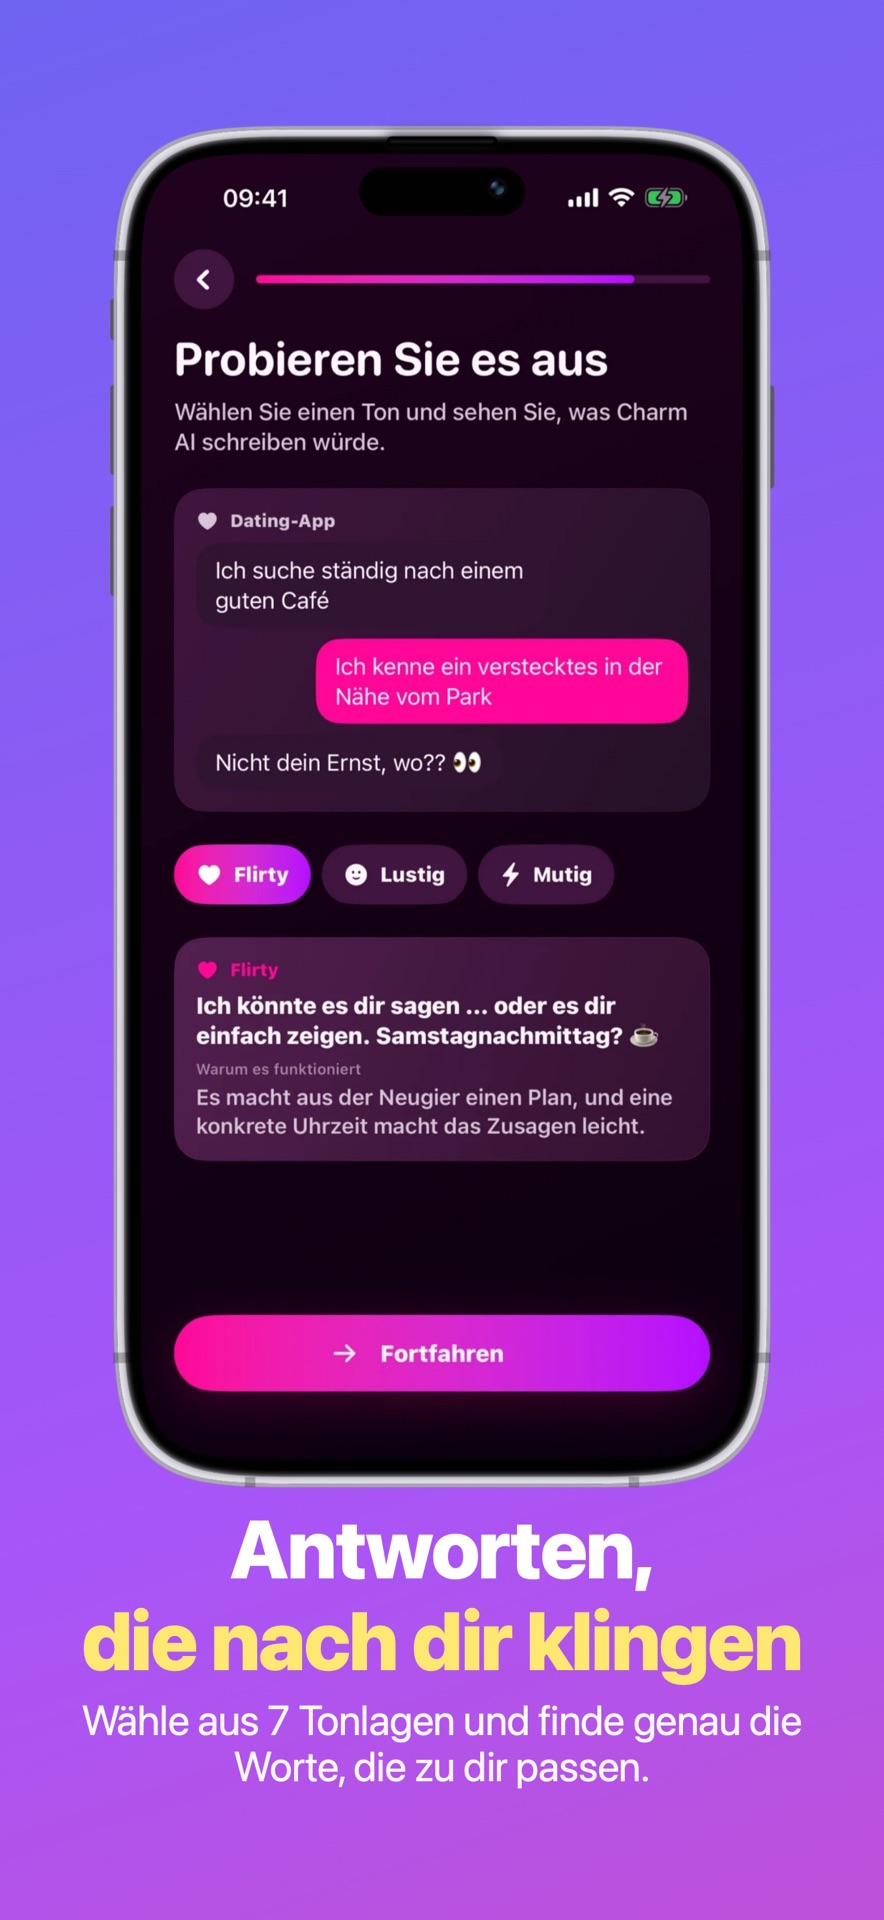 09:41
Probieren Sie es aus
Wählen Sie einen Ton und sehen Sie, was Charm
AI schreiben würde.
Dating-App
Ich suche ständig nach einem
guten Café
Ich kenne ein verstecktes in der
Nähe vom Park
Nicht dein Ernst, wo?? 👀
Flirty
Lustig
Mutig
Flirty
Ich könnte es dir sagen ... oder es dir
einfach zeigen. Samstagnachmittag? ☕
Warum es funktioniert
Es macht aus der Neugier einen Plan, und eine
konkrete Uhrzeit macht das Zusagen leicht.
Fortfahren
Antworten,
die nach dir klingen
Wähle aus 7 Tonlagen und finde genau die
Worte, die zu dir passen.